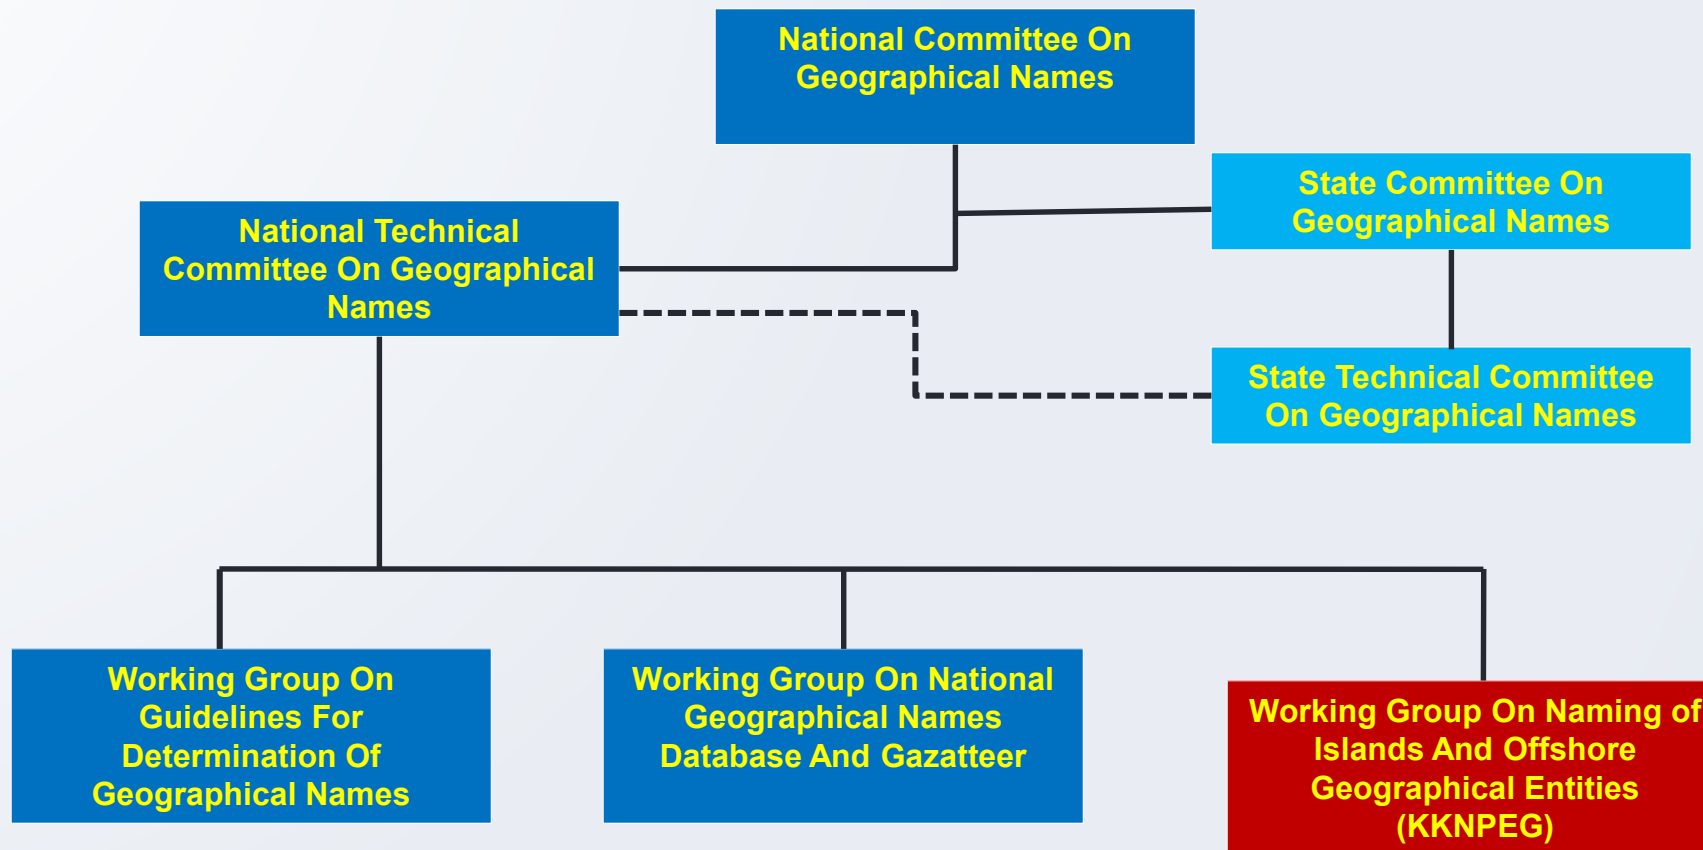 National Committee On
Geographical Names
State Committee On
Geographical Names
National Technical
Committee On Geographical
Names
State Technical Committee
On Geographical Names
Working Group On
Guidelines For
Determination Of
Geographical Names
Working Group On National
Geographical Names
Database And Gazatteer
Working Group On Naming of
Islands And Offshore
Geographical Entities
(KKNPEG)